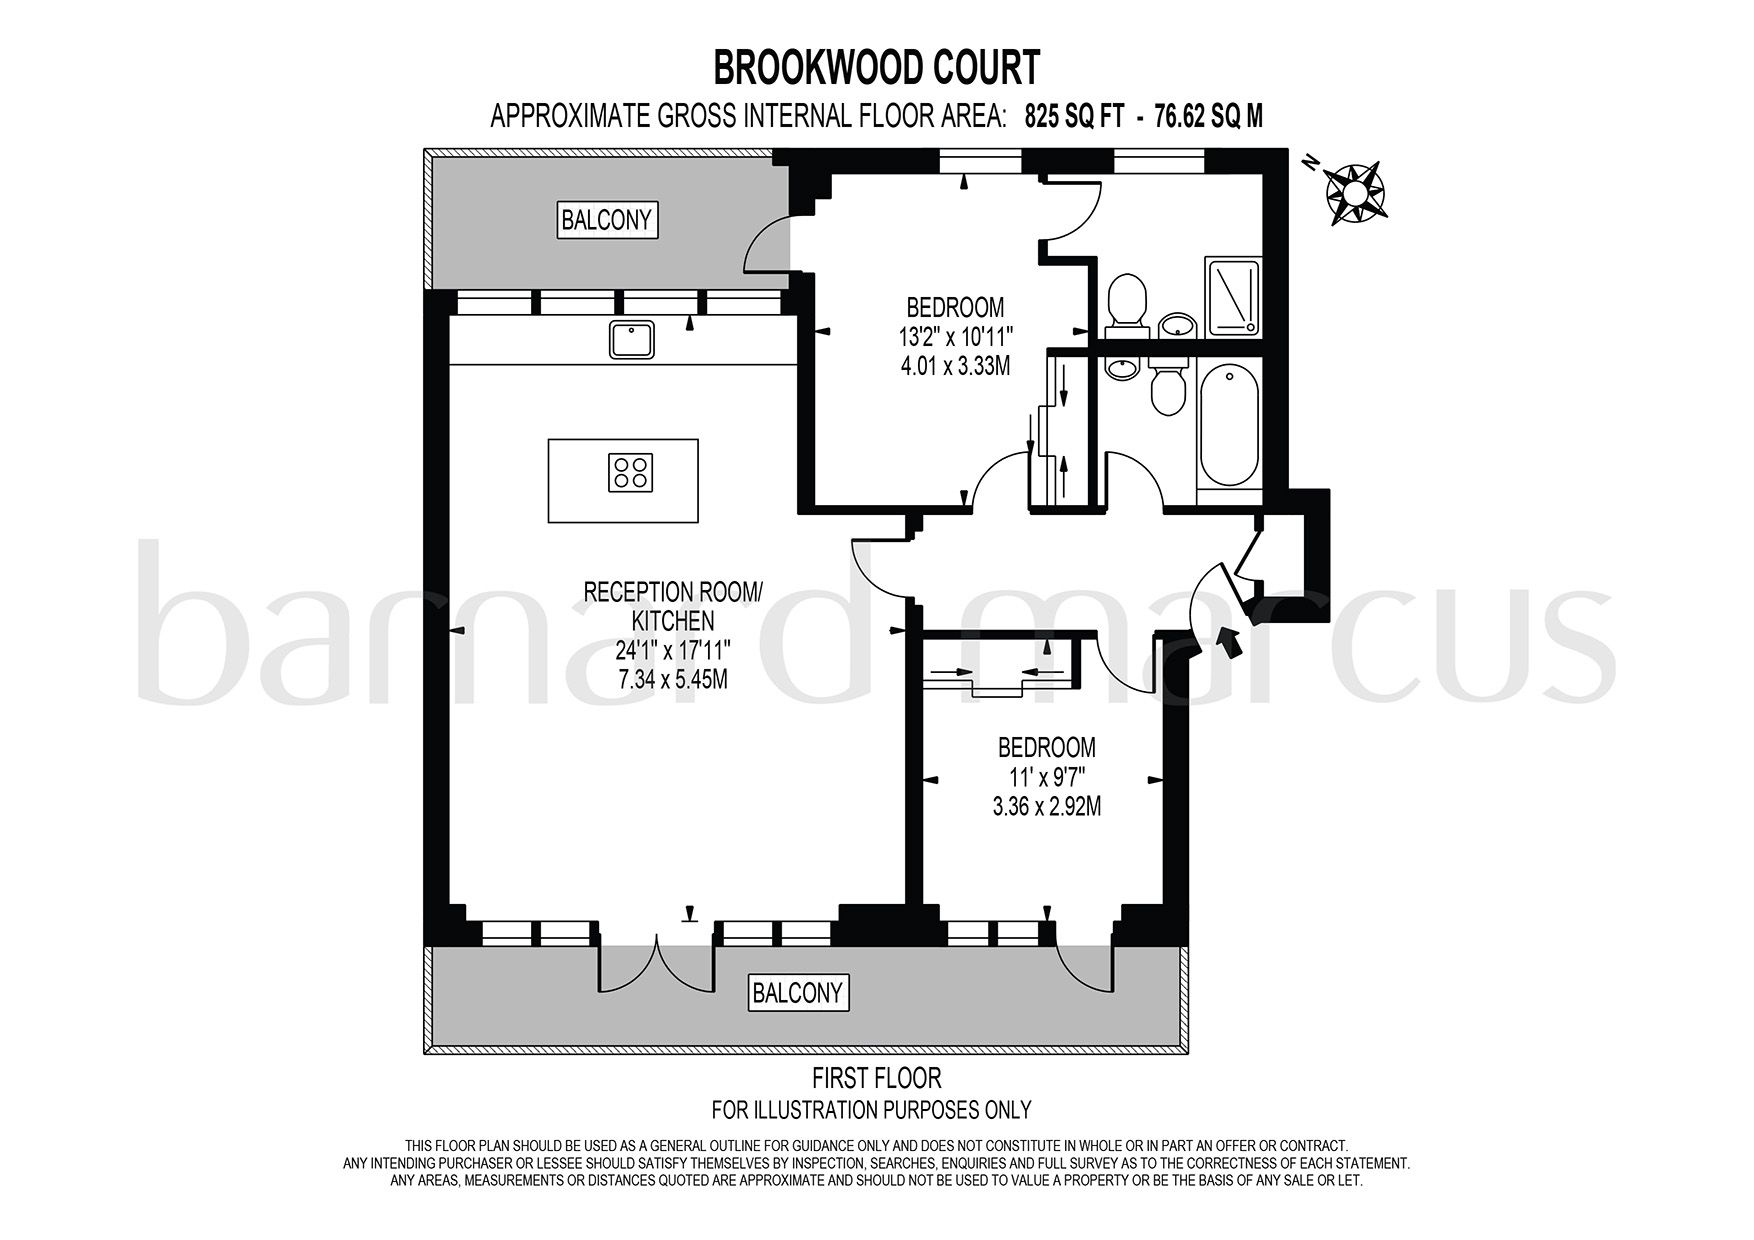 BROOKWOOD COURT
APPROXIMATE GROSS INTERNAL FLOOR AREA: 825 SQ FT - 76.62 SQ M
N
BALCONY
BEDROOM
13'2" x 10'11"
4.01 x 3.33M
RECEPTION ROOM/
KITCHEN
24'1" x 17'11"
7.34 x 5.45M
barnard marcus
BEDROOM
11' x 9'7"
3.36 x 2.92M
BALCONY
FIRST FLOOR
FOR ILLUSTRATION PURPOSES ONLY
THIS FLOOR PLAN SHOULD BE USED AS A GENERAL OUTLINE FOR GUIDANCE ONLY AND DOES NOT CONSTITUTE IN WHOLE OR IN PART AN OFFER OR CONTRACT.
ANY INTENDING PURCHASER OR LESSEE SHOULD SATISFY THEMSELVES BY INSPECTION, SEARCHES, ENQUIRIES AND FULL SURVEY AS TO THE CORRECTNESS OF EACH STATEMENT.
ANY AREAS, MEASUREMENTS OR DISTANCES QUOTED ARE APPROXIMATE AND SHOULD NOT BE USED TO VALUE A PROPERTY OR BE THE BASIS OF ANY SALE OR LET.